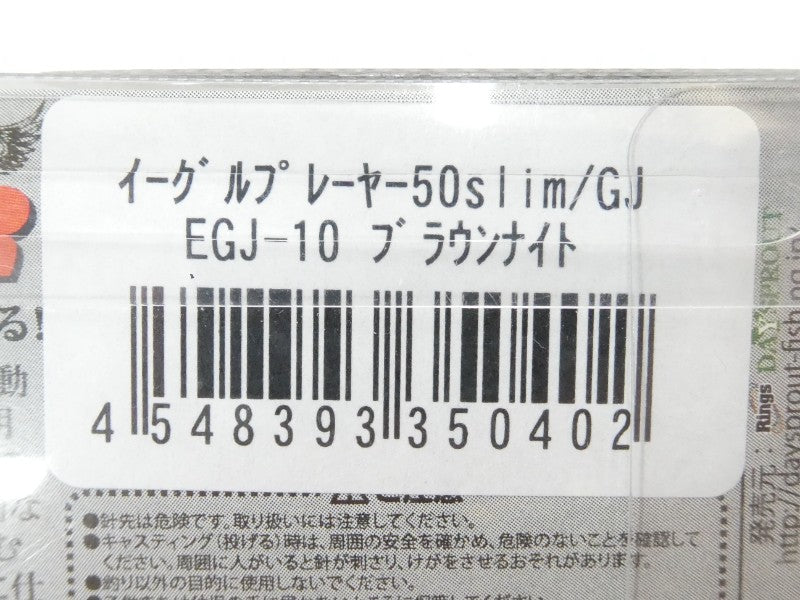 ｲｰｸﾞﾙﾌﾟﾚｰﾔｰ50slim/GJ
EGJ-10 ﾌﾞﾗｳﾝﾅｲﾄ
4 548393 350402
る!!
動
●針先は危険です。取り扱いには注意してください。
●キャスティング(投げる)時は、周囲の安全を確かめ、危険のないことを確認して
ください。周囲に人がいると針が刺さり、けがをさせるおそれがあります。
●釣り以外の目的に使用しないでください。
発売元:Rings DAYSPROUT
http://daysprout-fishing.jp